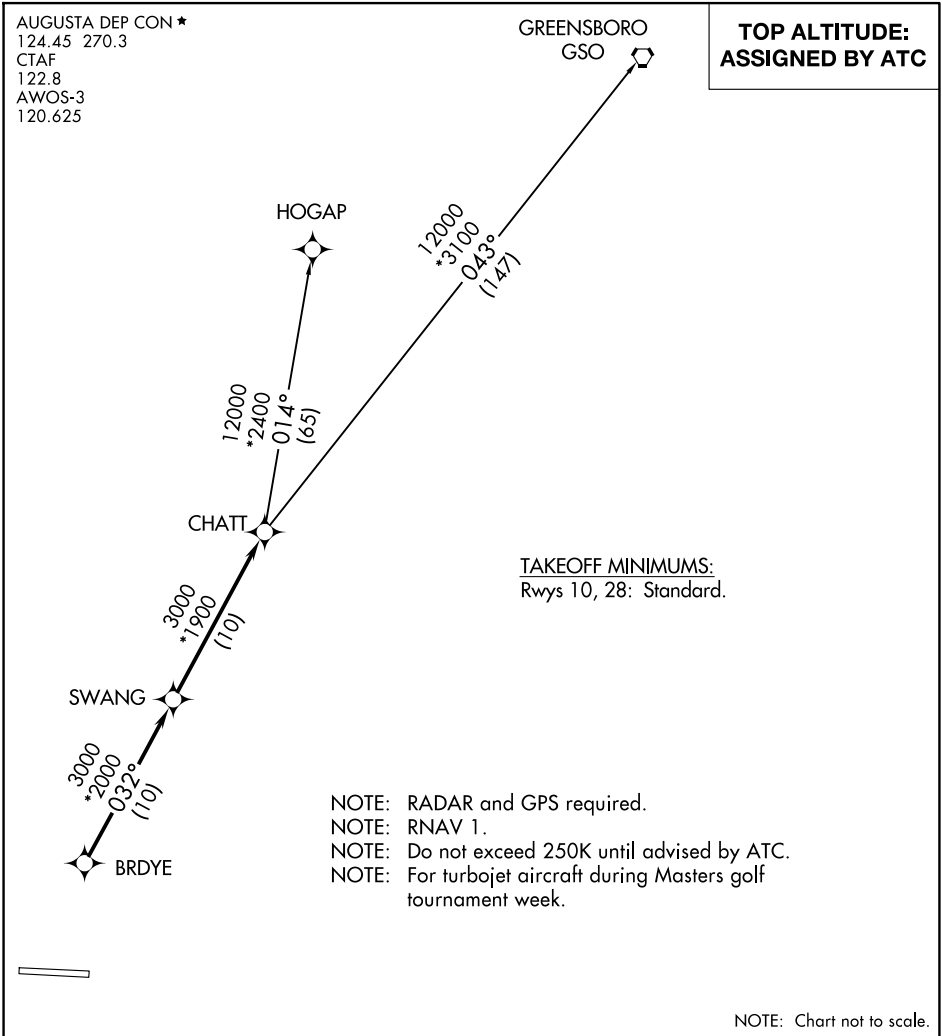 AUGUSTA DEP CON ★
124.45 270.3
CTAF
122.8
AWOS-3
120.625
GREENSBORO
GSO
TOP ALTITUDE:
ASSIGNED BY ATC
HOGAP
12000
*3100
043°
(147)
12000
*2400
014°
(65)
CHATT
TAKEOFF MINIMUMS:
Rwys 10, 28: Standard.
3000
*1900
(10)
SWANG
3000
*2000
032°
(10)
BRDYE
NOTE: RADAR and GPS required.
NOTE: RNAV 1.
NOTE: Do not exceed 250K until advised by ATC.
NOTE: For turbojet aircraft during Masters golf
tournament week.
NOTE: Chart not to scale.